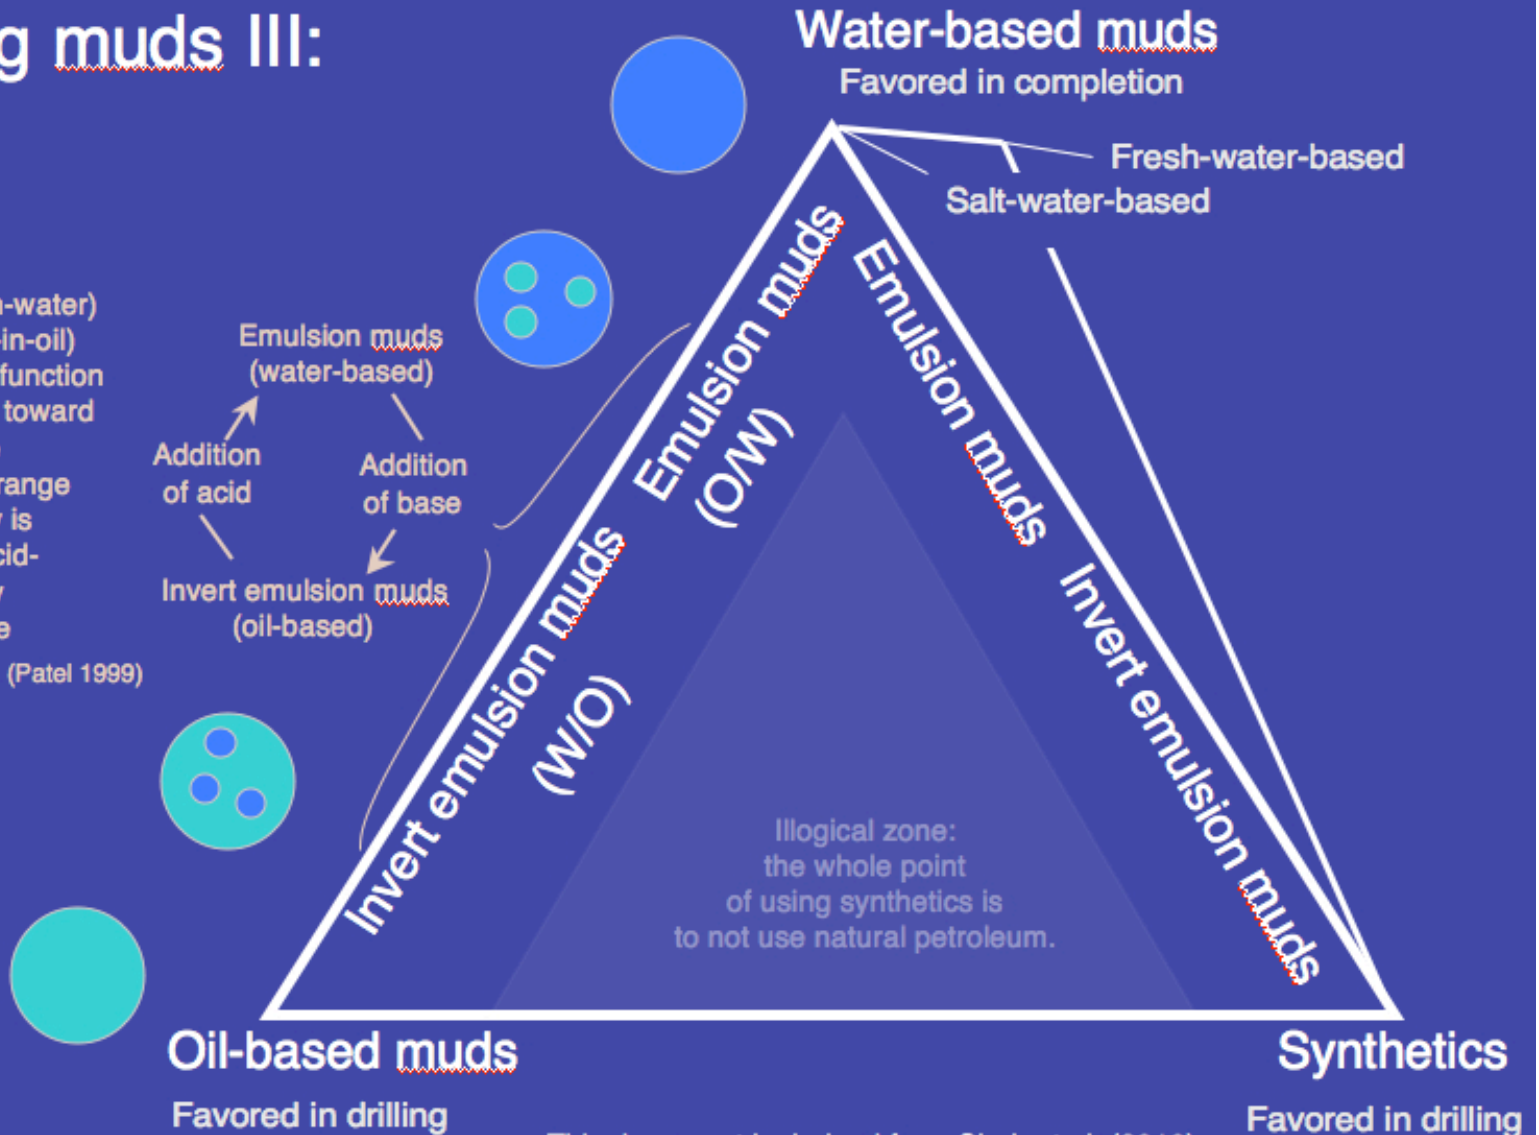 g muds III:
Water-based muds
Favored in completion
Fresh-water-based
Salt-water-based
n-water)
-in-oil)
function
toward
range
y is
cid-
y
e
(Patel 1999)
Emulsion muds
(water-based)
Addition
of acid
Addition
of base
Invert emulsion muds
(oil-based)
Emulsion muds
(O/W)
Invert emulsion muds
(W/O)
Emulsion muds
Invert emulsion muds
Illogical zone:
the whole point
of using synthetics is
to not use natural petroleum.
Oil-based muds
Favored in drilling
Synthetics
Favored in drilling